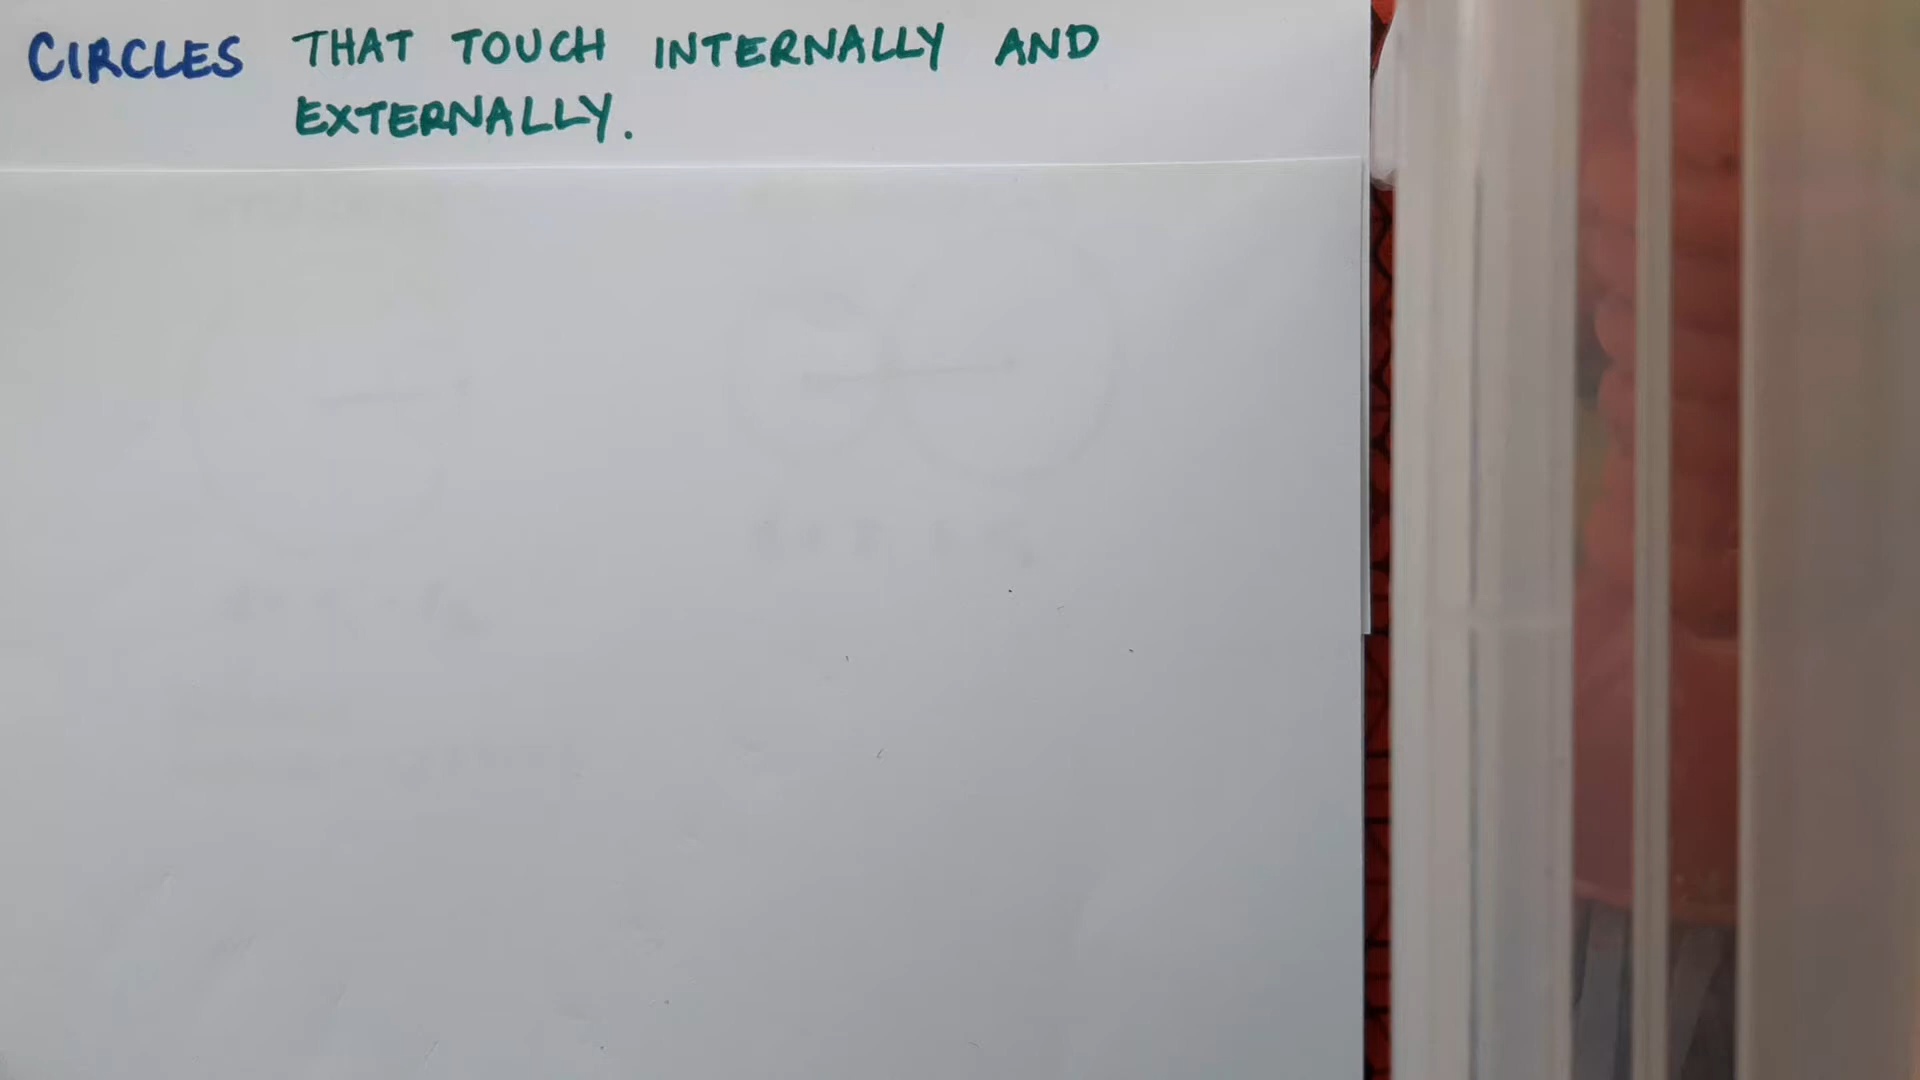 CIRCLES THAT TOUCH INTERNALLY AND
EXTERNALLY.